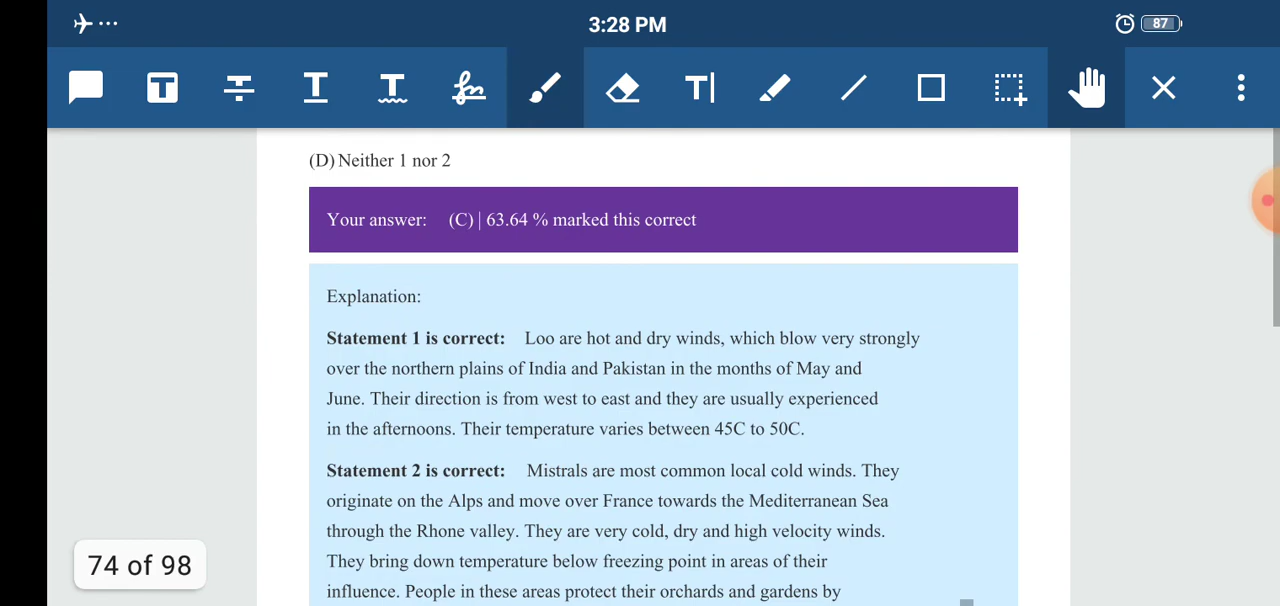 3:28 PM
87
(D) Neither 1 nor 2
Your answer: (C) | 63.64 % marked this correct
Explanation:
Statement 1 is correct: Loo are hot and dry winds, which blow very strongly
over the northern plains of India and Pakistan in the months of May and
June. Their direction is from west to east and they are usually experienced
in the afternoons. Their temperature varies between 45C to 50C.
Statement 2 is correct: Mistrals are most common local cold winds. They
originate on the Alps and move over France towards the Mediterranean Sea
through the Rhone valley. They are very cold, dry and high velocity winds.
They bring down temperature below freezing point in areas of their
influence. People in these areas protect their orchards and gardens by
74 of 98